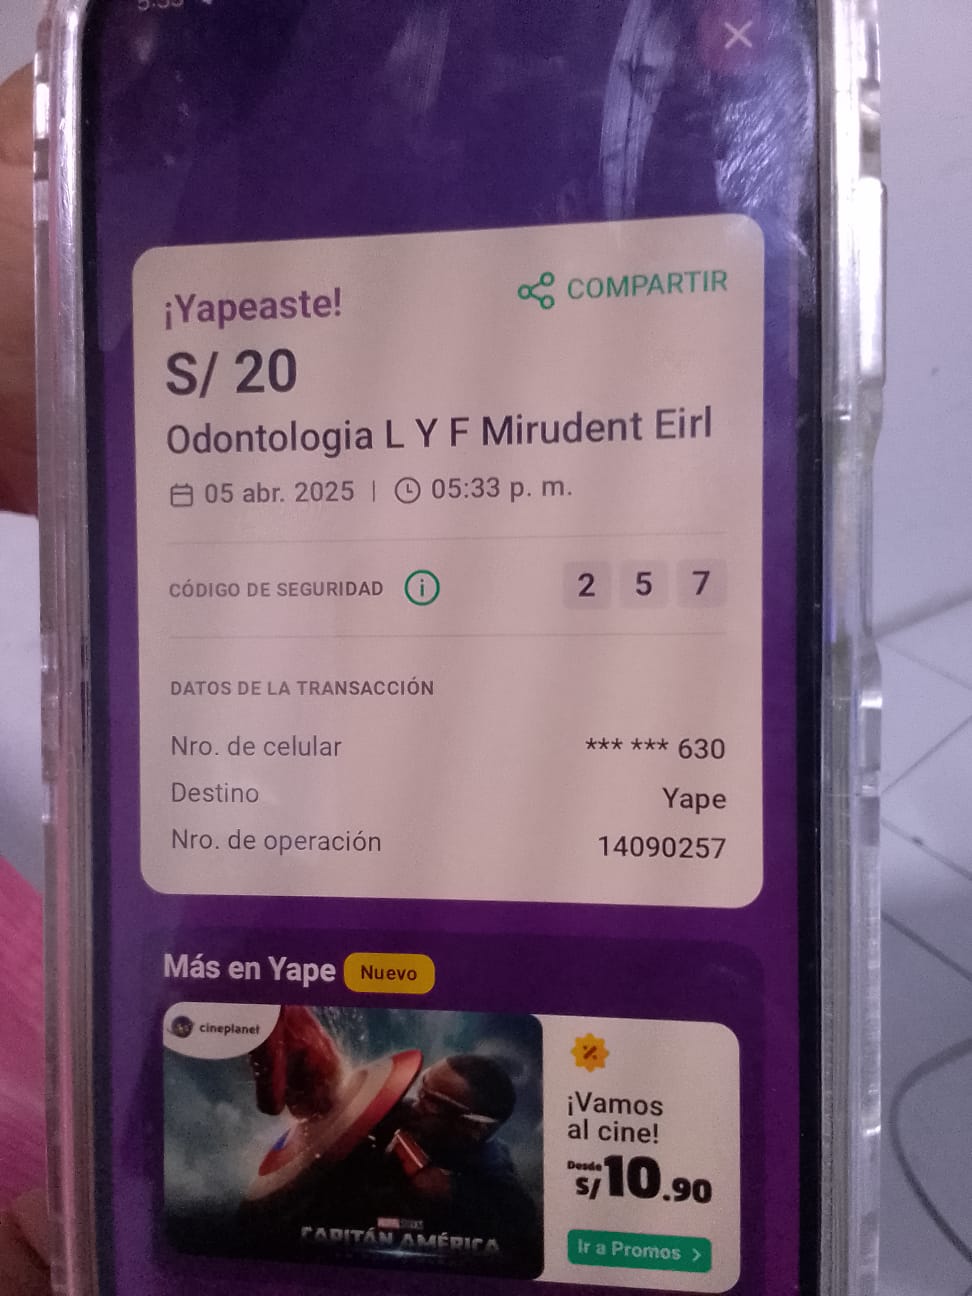 ¡Yapeaste!
COMPARTIR
S/ 20
Odontologia L Y F Mirudent Eirl
05 abr. 2025 | 05:33 p. m.
CÓDIGO DE SEGURIDAD
2 5 7
DATOS DE LA TRANSACCIÓN
Nro. de celular *** *** 630
Destino Yape
Nro. de operación 14090257
Más en Yape Nuevo
cineplanet
¡Vamos
al cine!
Desde
S/10.90
CAPITÁN AMÉRICA
Ir a Promos >